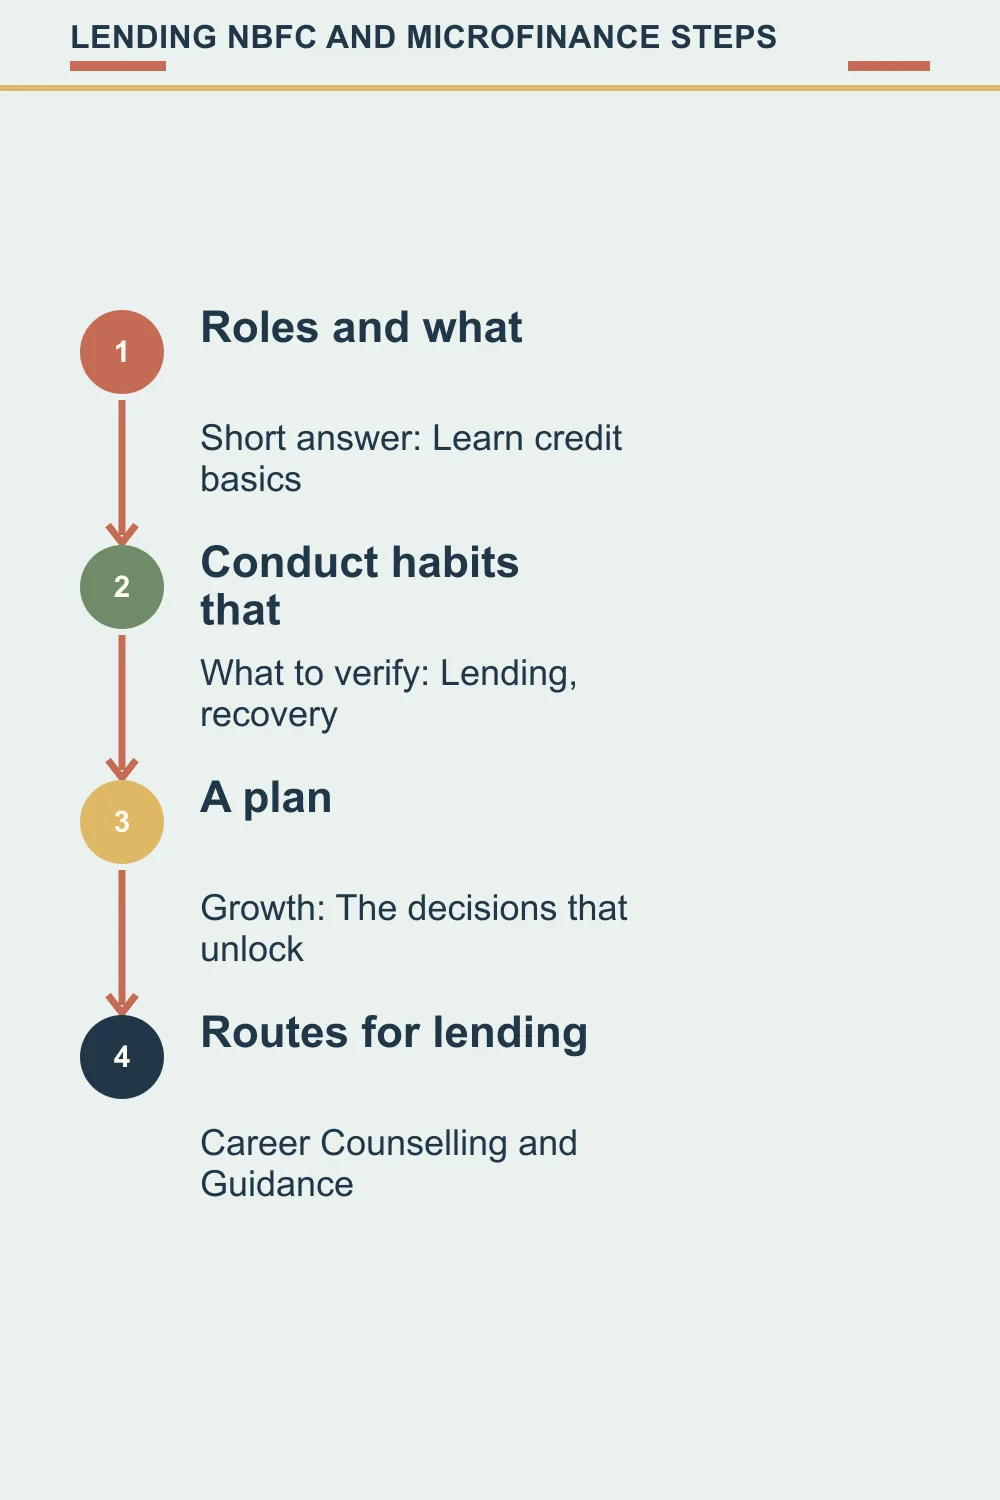 LENDING NBFC AND MICROFINANCE STEPS
1
Roles and what
Short answer: Learn credit
basics
2
Conduct habits
that
What to verify: Lending,
recovery
3
A plan
Growth: The decisions that
unlock
4
Routes for lending
Career Counselling and
Guidance